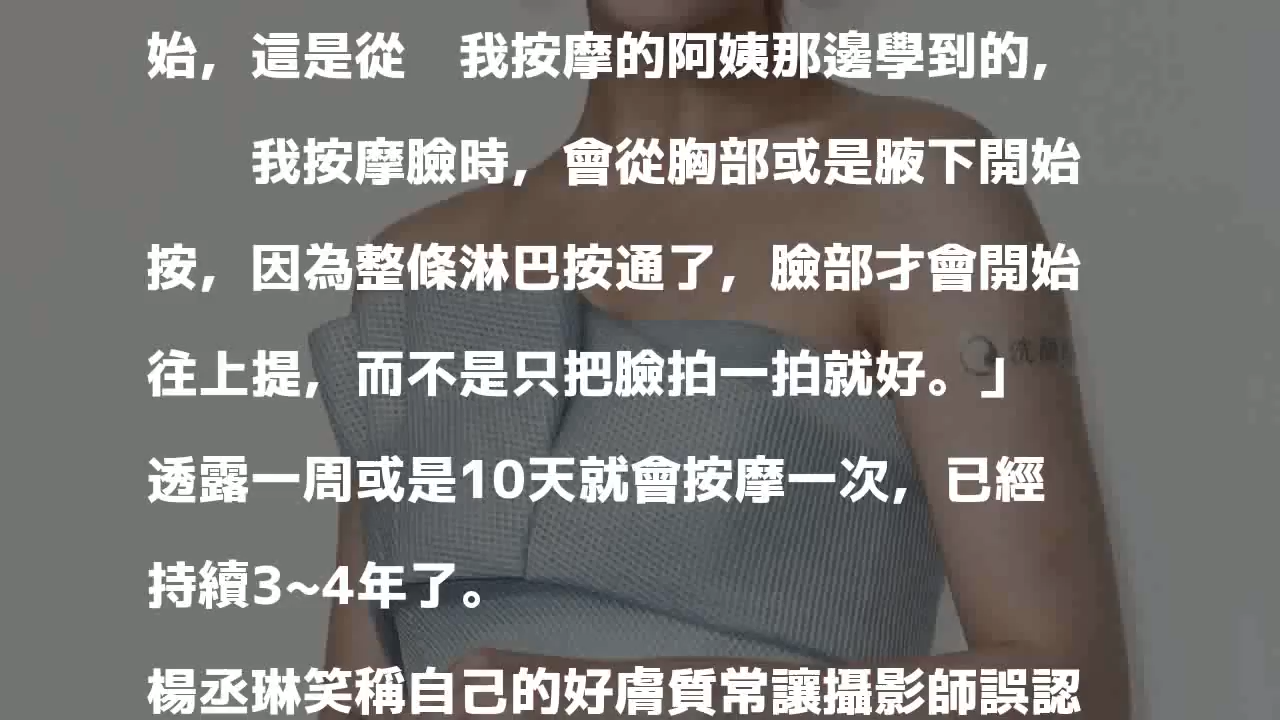 始，這是從　我按摩的阿姨那邊學到的，
我按摩臉時，會從胸部或是腋下開始
按，因為整條淋巴按通了，臉部才會開始
往上提，而不是只把臉拍一拍就好。」
透露一周或是10天就會按摩一次，已經
持續3~4年了。
楊丞琳笑稱自己的好膚質常讓攝影師誤認